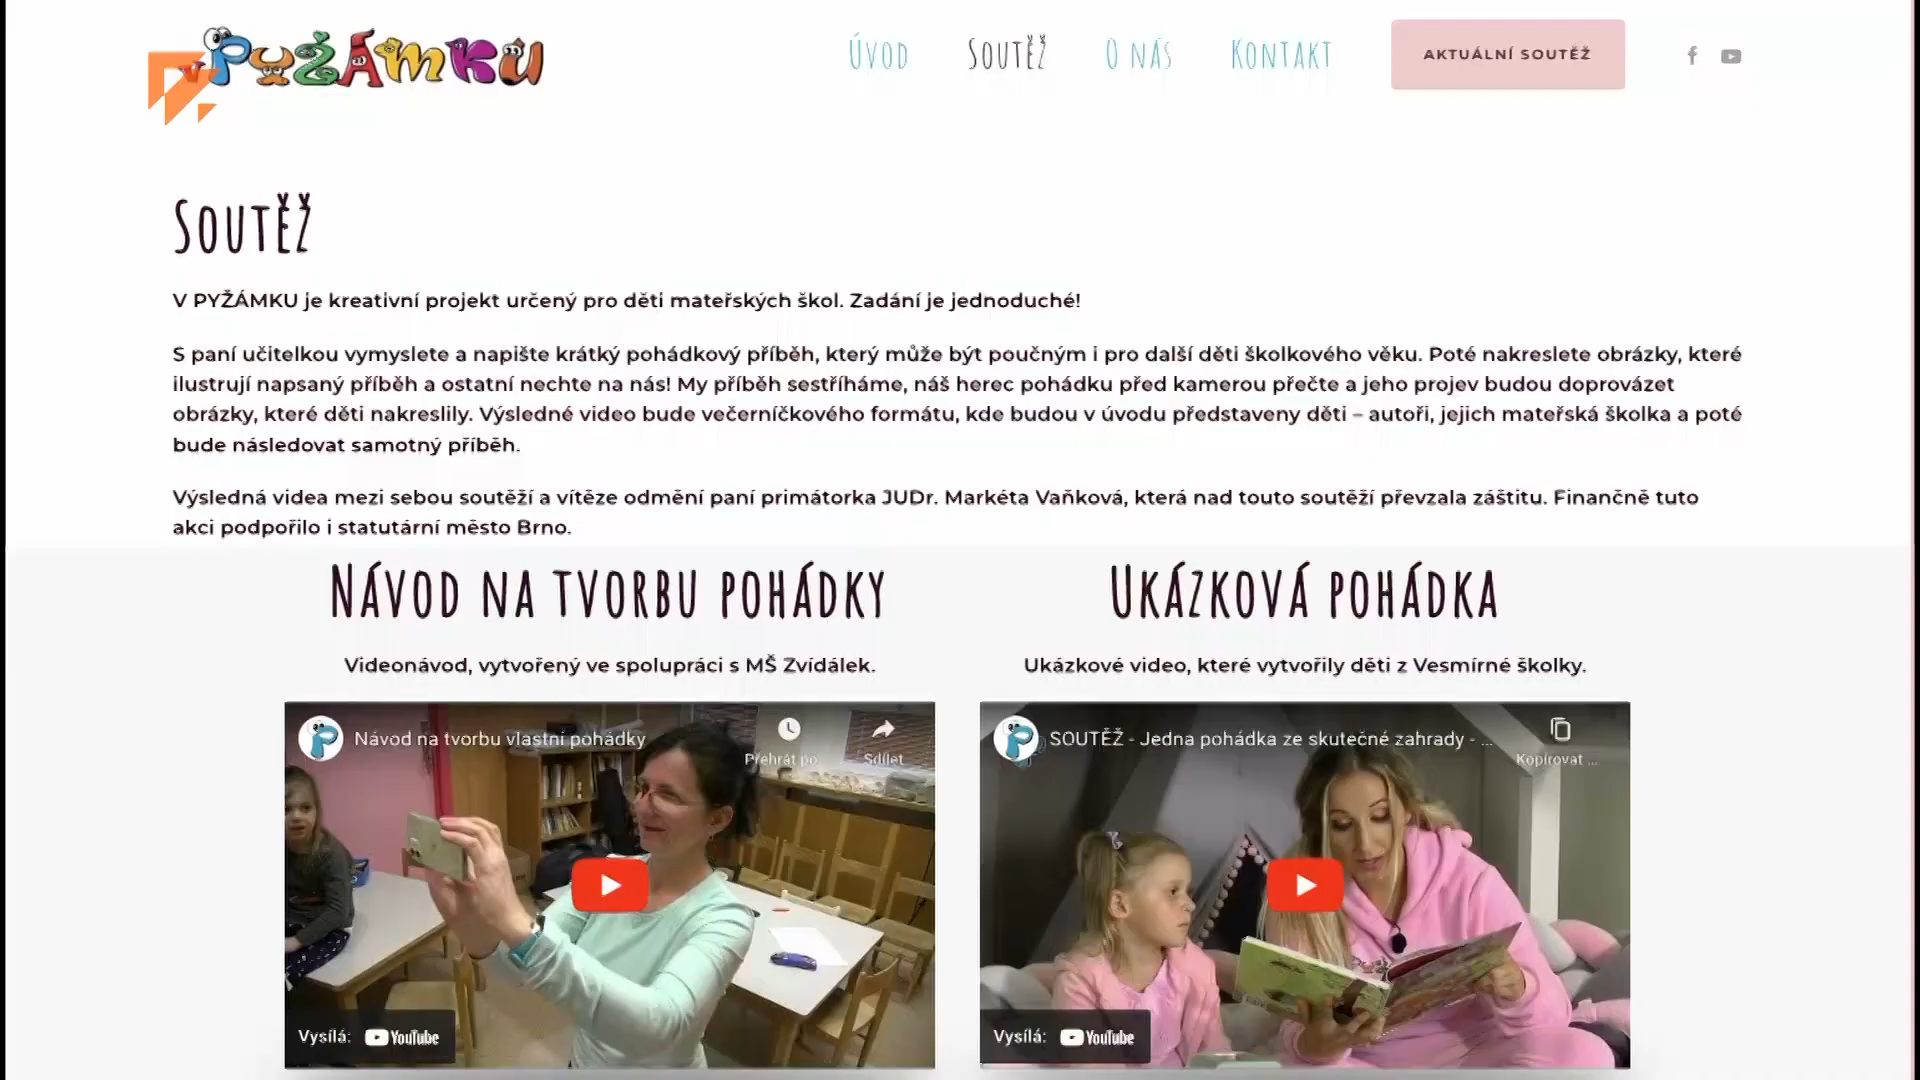 v PYŽÁMKU
Úvod
Soutěž
O nás
Kontakt
AKTUÁLNÍ SOUTĚŽ
Soutěž
V PYŽÁMKU je kreativní projekt určený pro děti mateřských škol. Zadání je jednoduché!
S paní učitelkou vymyslete a napište krátký pohádkový příběh, který může být poučným i pro další děti školkového věku. Poté nakreslete obrázky, které
ilustrují napsaný příběh a ostatní nechte na nás! My příběh sestříháme, náš herec pohádku před kamerou přečte a jeho projev budou doprovázet
obrázky, které děti nakreslily. Výsledné video bude večerníčkového formátu, kde budou v úvodu představeny děti – autoři, jejich mateřská školka a poté
bude následovat samotný příběh.
Výsledná videa mezi sebou soutěží a vítěze odmění paní primátorka JUDr. Markéta Vaňková, která nad touto soutěží převzala záštitu. Finančně tuto
akci podpořilo i statutární město Brno.
Návod na tvorbu pohádky
Videonávod, vytvořený ve spolupráci s MŠ Zvídálek.
Návod na tvorbu vlastní pohádky
Přehrát po
Sdílet
Vysílá: YouTube
Ukázková pohádka
Ukázkové video, které vytvořily děti z Vesmírné školky.
SOUTĚŽ - Jedna pohádka ze skutečné zahrady - ...
Kopírovat ...
Vysílá: YouTube